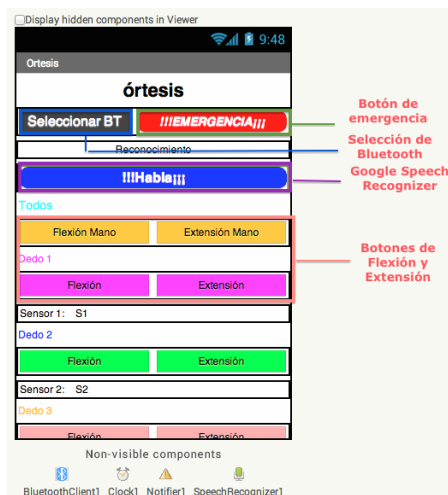 Display hidden components in Viewer
9:48
Ortesis
órtesis
Seleccionar BT
!!!EMERGENCIA¡¡¡
Botón de
emergencia
Reconocimiento
Selección de
Bluetooth
!!!Habla¡¡¡
Google Speech
Recognizer
Todos
Flexión Mano
Extensión Mano
Dedo 1
Flexión
Extensión
Botones de
Flexión y
Extensión
Sensor 1: S1
Dedo 2
Flexión
Extensión
Sensor 2: S2
Dedo 3
Flexión
Extensión
Non-visible components
BluetoothClient1 Clock1 Notifier1 SpeechRecognizer1